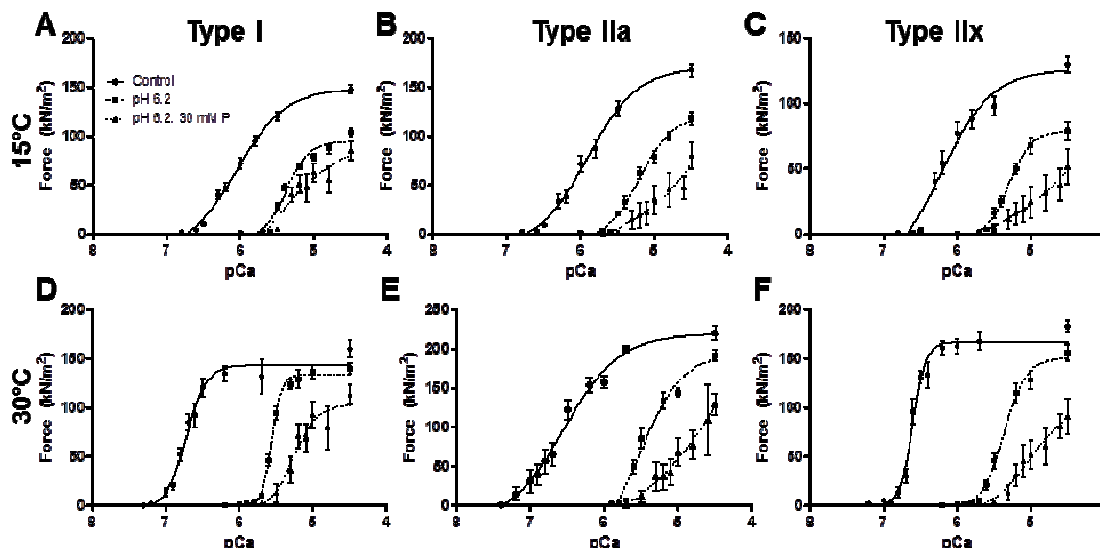 A
Type I
B
Type IIa
C
Type IIx
15°C
Force (kN/m²)
200
150
100
50
0
Control
pH 6.2
pH 6.2, 30 mM P
8 7 6 5 4
pCa
Force (kN/m²)
200
150
100
50
0
8 7 6 5 4
pCa
Force (kN/m²)
150
100
50
0
8 7 6 5 4
pCa
D
E
F
30°C
Force (kN/m²)
200
150
100
50
0
8 7 6 5 4
pCa
Force (kN/m²)
250
200
150
100
50
0
8 7 6 5 4
pCa
Force (kN/m²)
200
150
100
50
0
8 7 6 5 4
pCa